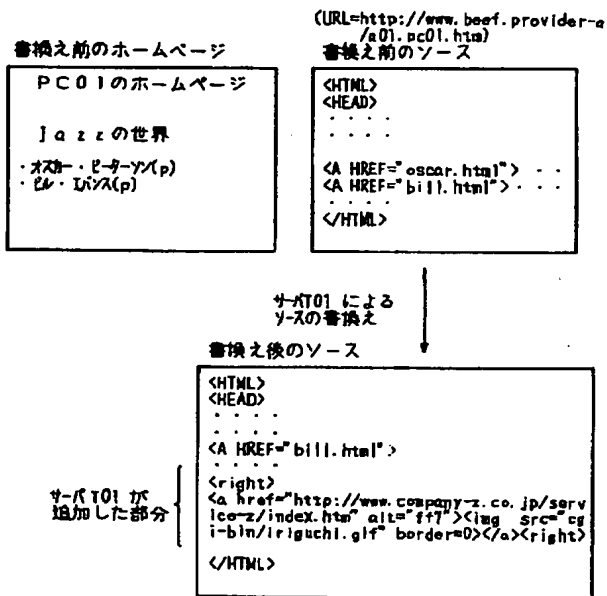 (URL=http://www.beef.provider-a
/a01.pc01.htm)
書換え前のホームページ
書換え前のソース
PC01のホームページ
jazzの世界
・オスカー・ピーターソン(p)
・ビル・エバンス(p)
<HTML>
<HEAD>
・・・・
・・・・
<A HREF="oscar.html">・・
<A HREF="bill.html">・・・
・・・・
</HTML>
サーバT01 による
ソースの書換え
書換え後のソース
<HTML>
<HEAD>
・・・・
・・・・
<A HREF="bill.html">
・・・・
<right>
<a href="http://www.company-z.co.jp/serv
ice-z/index.htm" alt="ff7"><img src="cg
i-bin/iriguchi.gif" border=0></a><right>
</HTML>
サーバT01 が
追加した部分